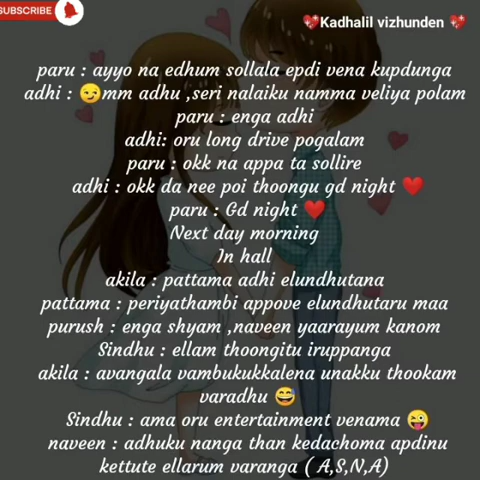 SUBSCRIBE
💖Kadhalil vizhunden 💖
paru : ayyo na edhum sollala epdi vena kupdunga
adhi : 😏mm adhu ,seri nalaiku namma veliya polam
paru : enga adhi
adhi: oru long drive pogalam
paru : okk na appa ta sollire
adhi : okk da nee poi thoongu gd night ❤️
paru : Gd night ❤️
Next day morning
In hall
akila : pattama adhi elundhutana
pattama : periyathambi appove elundhutaru maa
purush : enga shyam ,naveen yaarayum kanom
Sindhu : ellam thoongitu iruppanga
akila : avangala vambukukkalena unakku thookam
varadhu 😅
Sindhu : ama oru entertainment venama 😜
naveen : adhuku nanga than kedachoma apdinu
kettute ellarum varanga ( A,S,N,A)